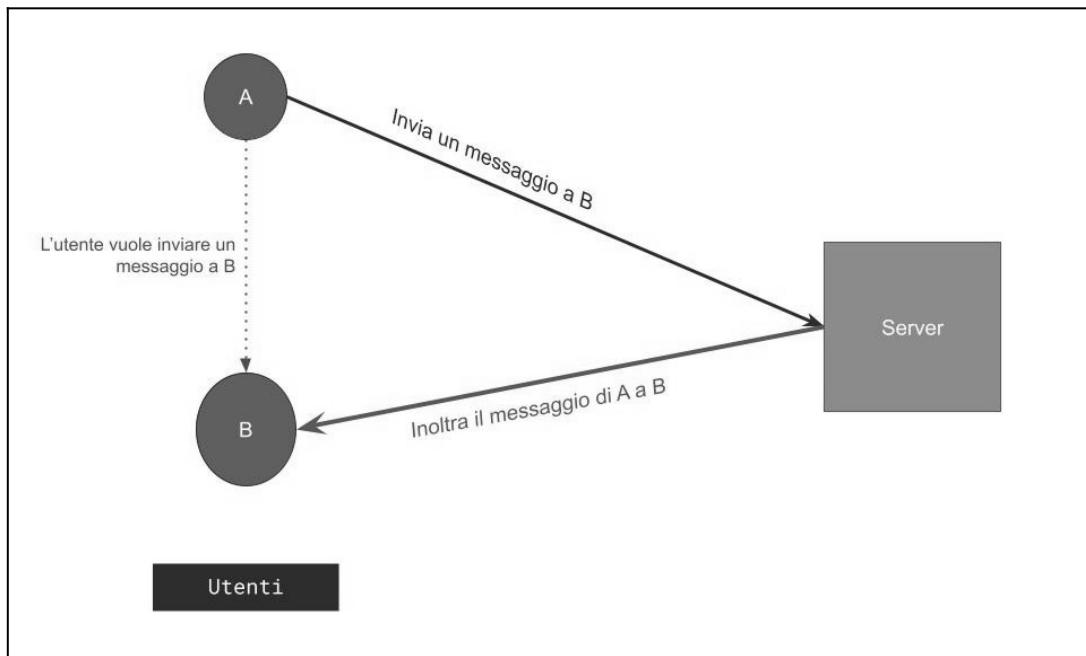 A
Invia un messaggio a B
L'utente vuole inviare un
messaggio a B
Server
Inoltra il messaggio di A a B
B
Utenti